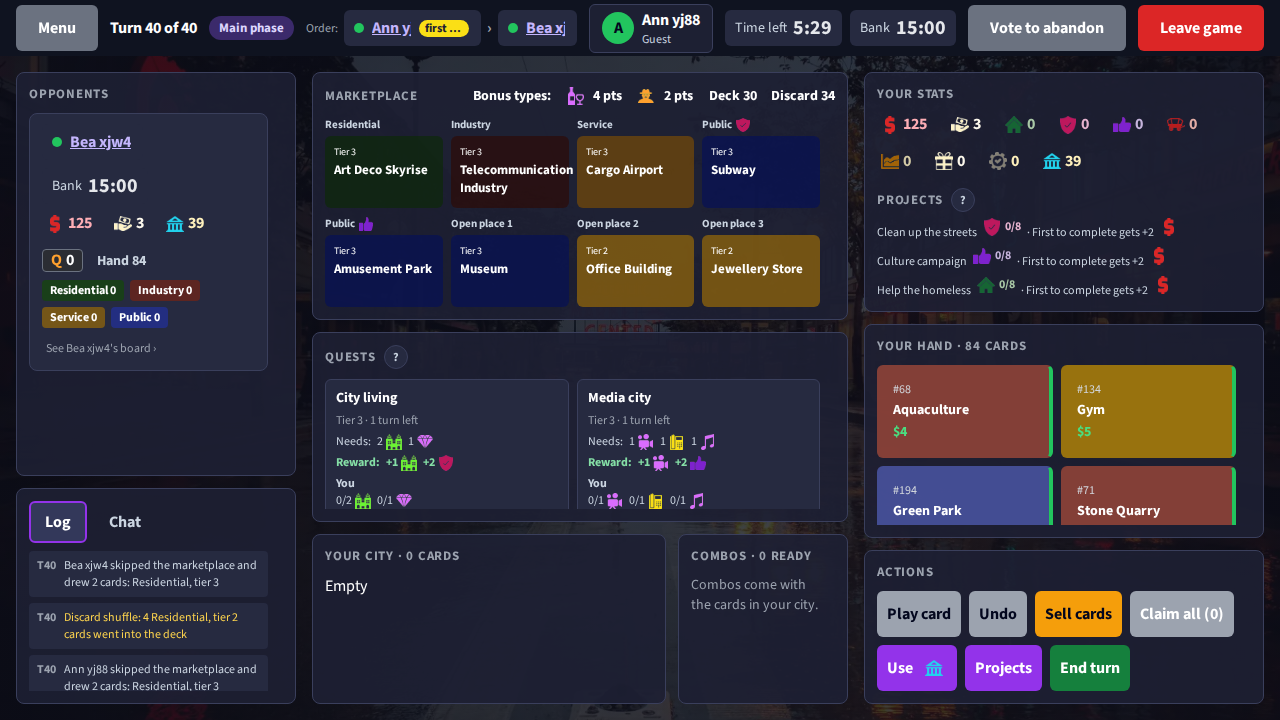 Menu
Turn 40 of 40
Main phase
Order:
Ann y
first ...
›
Bea xj
A
Ann yj88
Guest
Time left 5:29
Bank 15:00
Vote to abandon
Leave game
OPPONENTS
Bea xjw4
Bank 15:00
125
3
39
Q 0
Hand 84
Residential 0
Industry 0
Service 0
Public 0
See Bea xjw4's board ›
Log
Chat
T40 Bea xjw4 skipped the marketplace and
drew 2 cards: Residential, tier 3
T40 Discard shuffle: 4 Residential, tier 2
cards went into the deck
T40 Ann yj88 skipped the marketplace and
drew 2 cards: Residential, tier 3
MARKETPLACE
Bonus types: 4 pts 2 pts Deck 30 Discard 34
Residential
Tier 3
Art Deco Skyrise
Industry
Tier 3
Telecommunication
Industry
Service
Tier 3
Cargo Airport
Public
Tier 3
Subway
Public
Tier 3
Amusement Park
Open place 1
Tier 3
Museum
Open place 2
Tier 2
Office Building
Open place 3
Tier 2
Jewellery Store
QUESTS ?
City living
Tier 3 · 1 turn left
Needs: 2 1
Reward: +1 +2
You
0/2 0/1
Media city
Tier 3 · 1 turn left
Needs: 1 1 1
Reward: +1 +2
You
0/1 0/1 0/1
YOUR CITY · 0 CARDS
Empty
COMBOS · 0 READY
Combos come with
the cards in your city.
YOUR STATS
125 3 0 0 0 0
0 0 0 39
PROJECTS ?
Clean up the streets 0/8 · First to complete gets +2
Culture campaign 0/8 · First to complete gets +2
Help the homeless 0/8 · First to complete gets +2
YOUR HAND · 84 CARDS
#68
Aquaculture
$4
#134
Gym
$5
#194
Green Park
#71
Stone Quarry
ACTIONS
Play card
Undo
Sell cards
Claim all (0)
Use
Projects
End turn